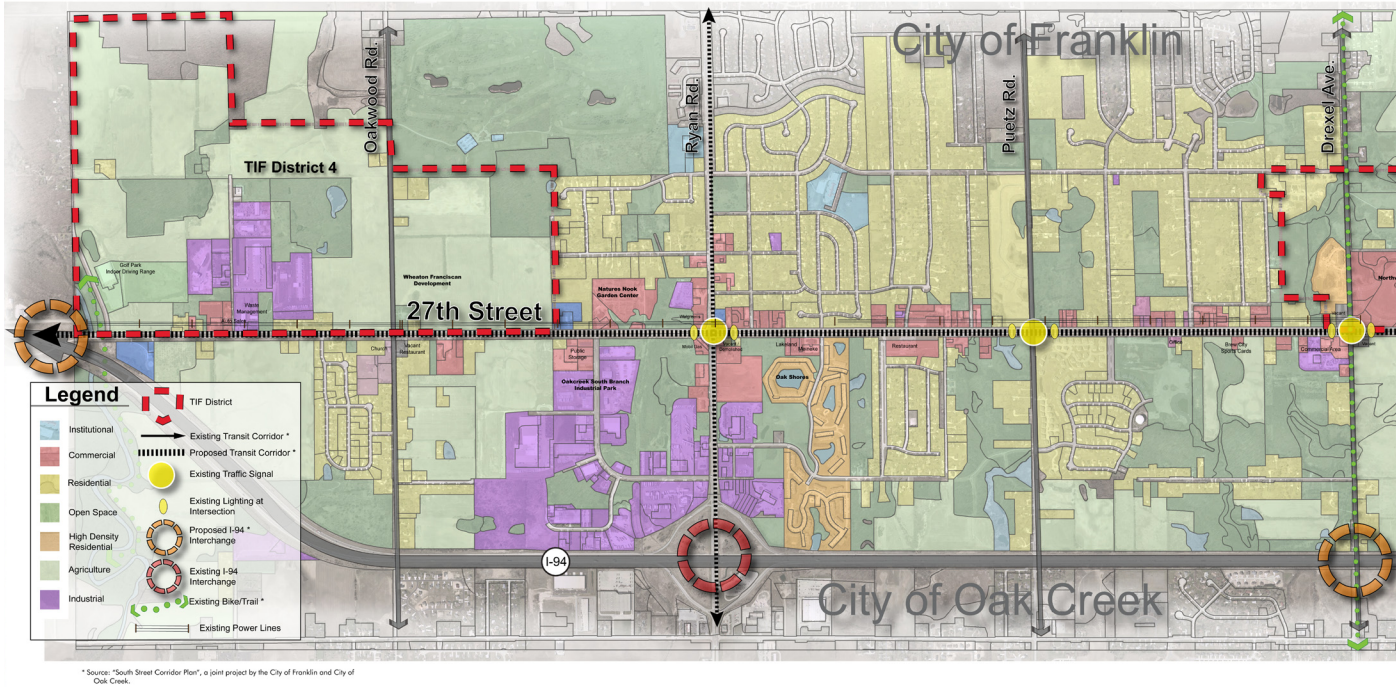 City of Franklin
Oakwood Rd.
Ryan Rd.
Puetz Rd.
Drexel Ave.
TIF District 4
Golf Park
Indoor Driving Range
Waste
Management
Wheaton Franciscan
Development
Natures Nook
Garden Center
Walgreens
27th Street
Church
Vacant
Restaurant
Public
Storage
Oakcreek South Branch
Industrial Park
Lakeland
Meineke
Oak Shores
Restaurant
Office
Brew City
Sports Cards
Commercial Area
I-94
City of Oak Creek
Legend
Institutional
Commercial
Residential
Open Space
High Density
Residential
Agriculture
Industrial
TIF District
Existing Transit Corridor *
Proposed Transit Corridor *
Existing Traffic Signal
Existing Lighting at
Intersection
Proposed I-94 *
Interchange
Existing I-94
Interchange
Existing Bike/Trail *
Existing Power Lines
* Source: "South Street Corridor Plan", a joint project by the City of Franklin and City of
Oak Creek.